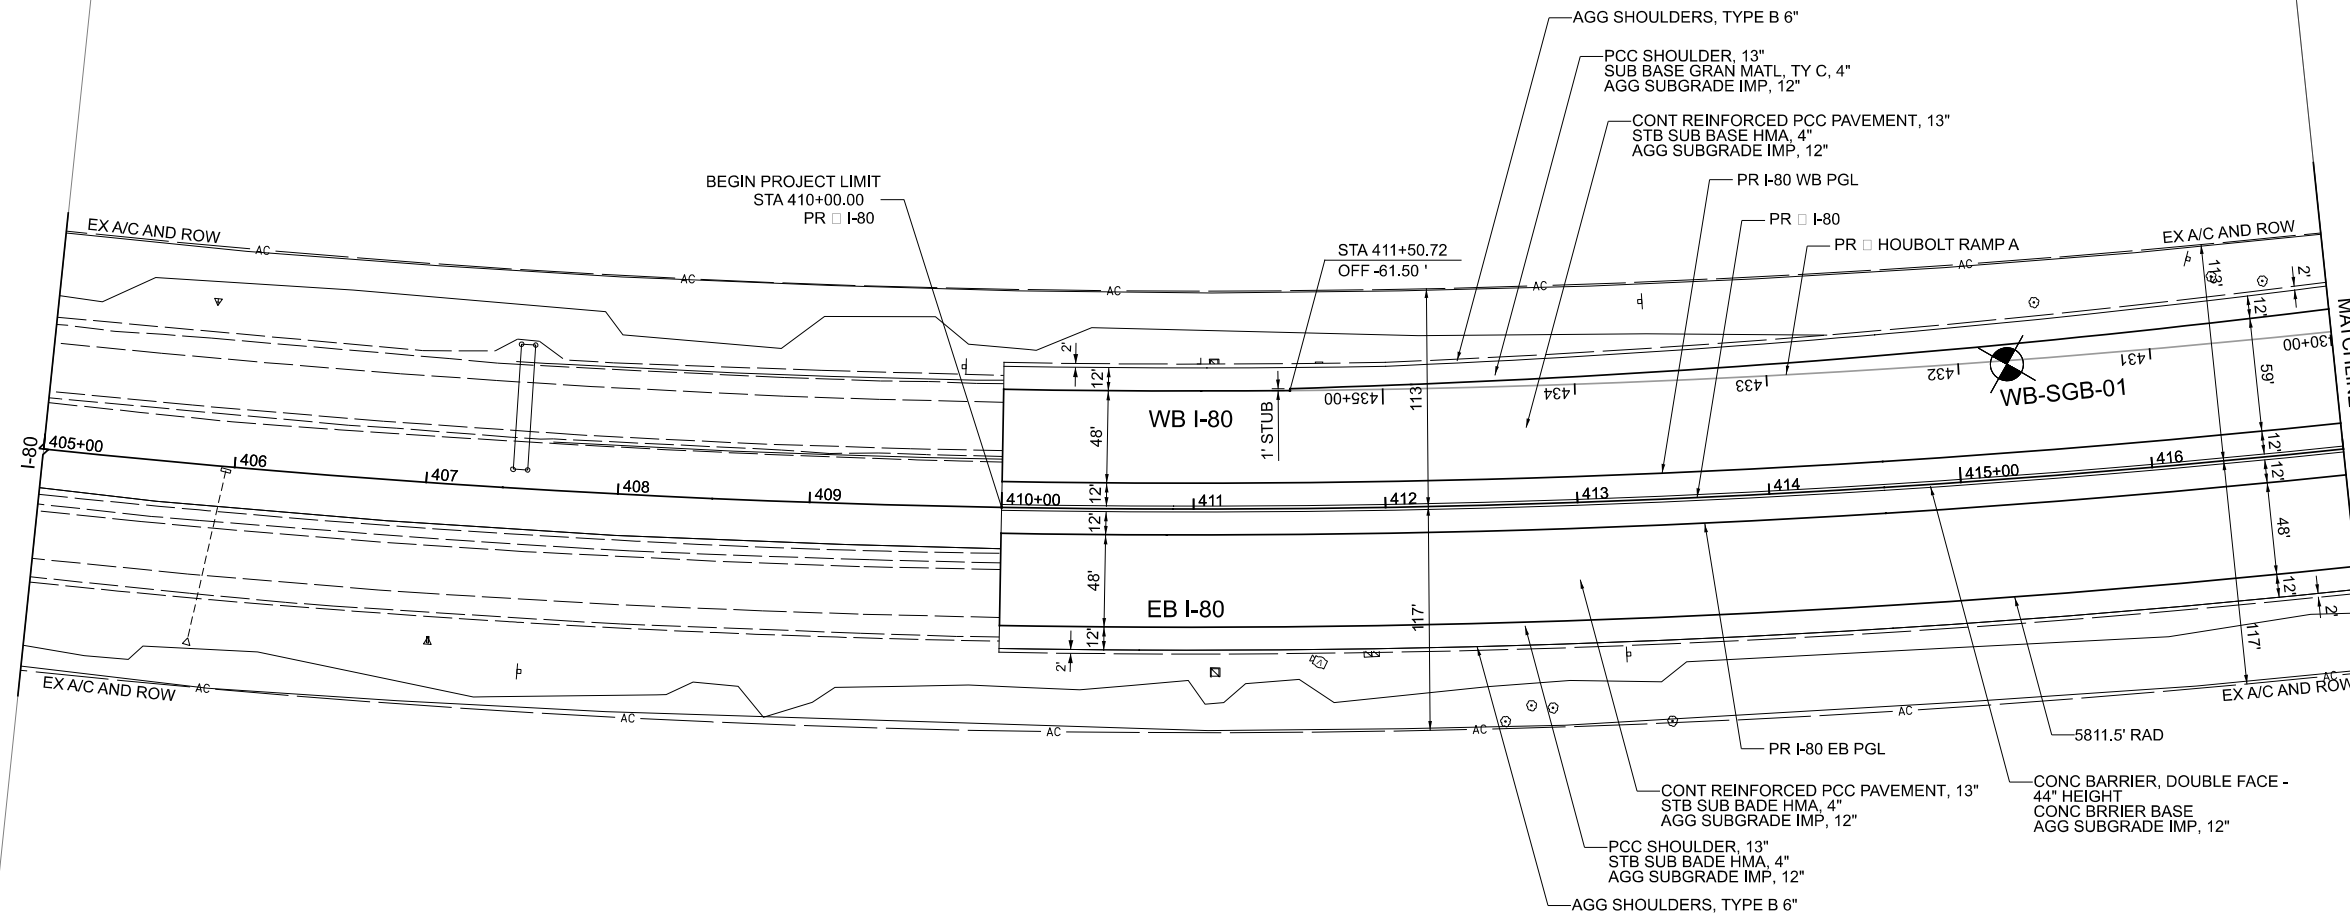 AGG SHOULDERS, TYPE B 6"
PCC SHOULDER, 13"
SUB BASE GRAN MATL, TY C, 4"
AGG SUBGRADE IMP, 12"
CONT REINFORCED PCC PAVEMENT, 13"
STB SUB BASE HMA, 4"
AGG SUBGRADE IMP, 12"
BEGIN PROJECT LIMIT
STA 410+00.00
PR □ I-80
PR I-80 WB PGL
PR □ I-80
PR □ HOUBOLT RAMP A
STA 411+50.72
OFF -61.50 '
EX A/C AND ROW
EX A/C AND ROW
AC
AC
AC
AC
AC
113'
2'
12'
59'
12'
12'
48'
12'
2'
117'
2'
12'
48'
12'
12'
48'
12'
2'
1' STUB
113'
117'
435+00
434
433
432
431
430+00
WB I-80
WB-SGB-01
MATCHLINE
I-80
405+00
406
407
408
409
410+00
411
412
413
414
415+00
416
EB I-80
EX A/C AND ROW
EX A/C AND ROW
AC
AC
AC
AC
AC
AC
PR I-80 EB PGL
5811.5' RAD
CONT REINFORCED PCC PAVEMENT, 13"
STB SUB BADE HMA, 4"
AGG SUBGRADE IMP, 12"
CONC BARRIER, DOUBLE FACE -
44" HEIGHT
CONC BRRIER BASE
AGG SUBGRADE IMP, 12"
PCC SHOULDER, 13"
STB SUB BADE HMA, 4"
AGG SUBGRADE IMP, 12"
AGG SHOULDERS, TYPE B 6"